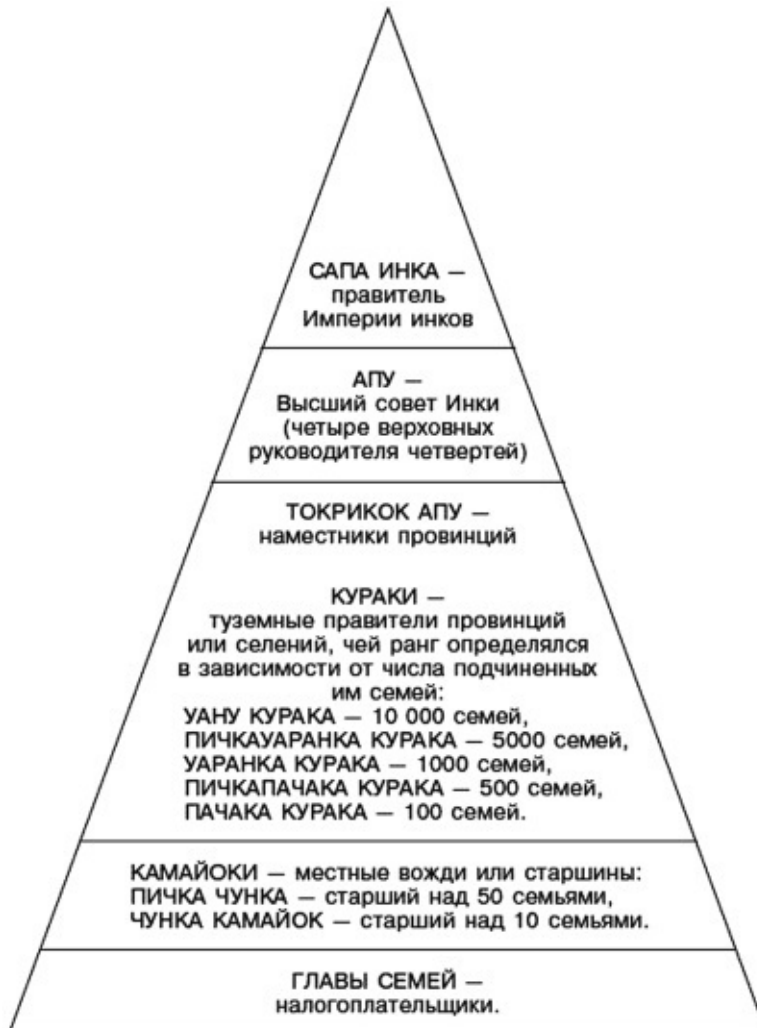 САПА ИНКА —
правитель
Империи инков
АПУ —
Высший совет Инки
(четыре верховных
руководителя четвертей)
ТОКРИКОК АПУ —
наместники провинций
КУРАКИ —
туземные правители провинций
или селений, чей ранг определялся
в зависимости от числа подчиненных
им семей:
УАНУ КУРАКА — 10 000 семей,
ПИЧКАУАРАНКА КУРАКА — 5000 семей,
УАРАНКА КУРАКА — 1000 семей,
ПИЧКАПАЧАКА КУРАКА — 500 семей,
ПАЧАКА КУРАКА — 100 семей.
КАМАЙОКИ — местные вожди или старшины:
ПИЧКА ЧУНКА — старший над 50 семьями,
ЧУНКА КАМАЙОК — старший над 10 семьями.
ГЛАВЫ СЕМЕЙ —
налогоплательщики.